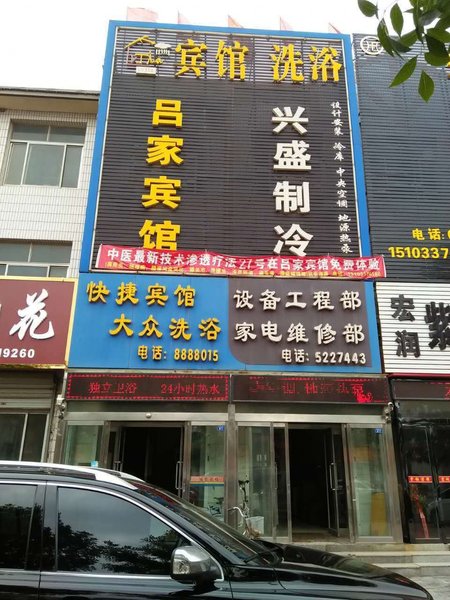 宾馆 洗浴
吕家宾馆
兴盛制冷
设计安装 冷库 中央空调 地源热泵
中医最新技术渗透疗法27号在吕家宾馆免费体验
快捷宾馆
大众洗浴
电话: 8888015
设备工程部
家电维修部
电话: 5227443
独立卫浴 24小时热水
花
19260
电话:
151033
宏润
紫